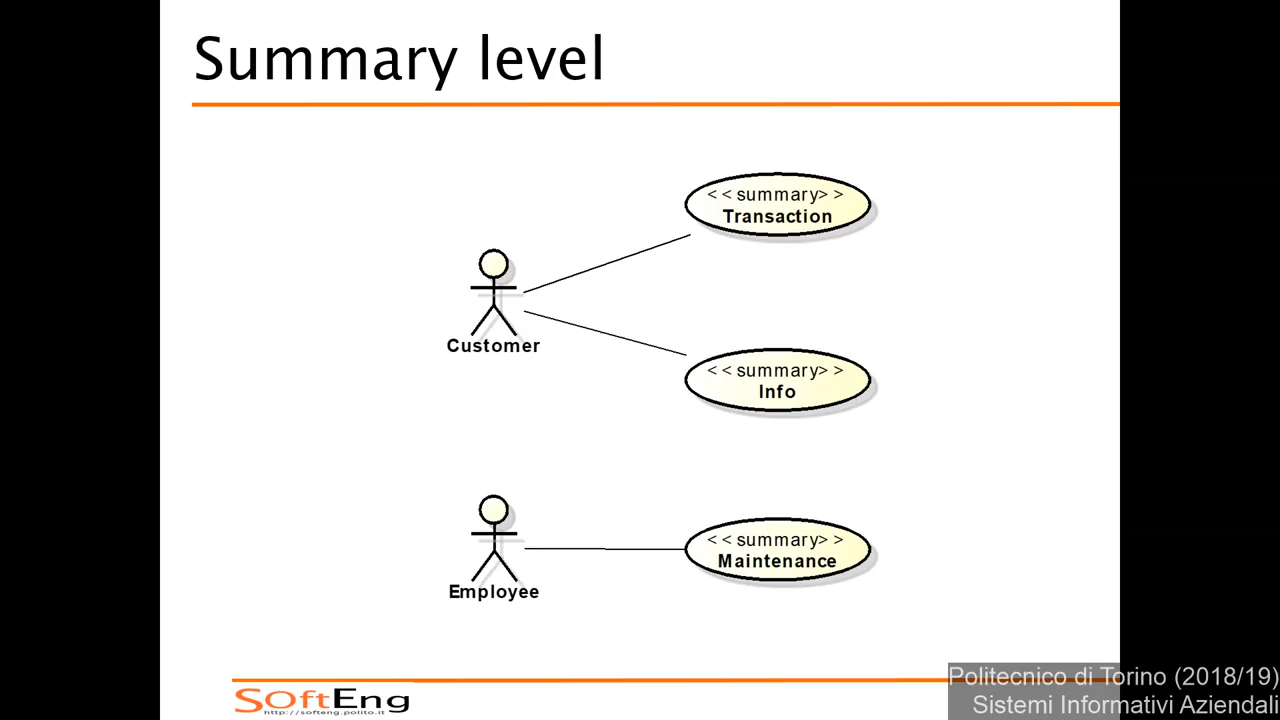 Summary level
< < summary> >
Transaction
Customer
< < summary> >
Info
< < summary> >
Maintenance
Employee
SoftEng
http://softeng.polito.it
Politecnico di Torino (2018/19)
Sistemi Informativi Aziendali